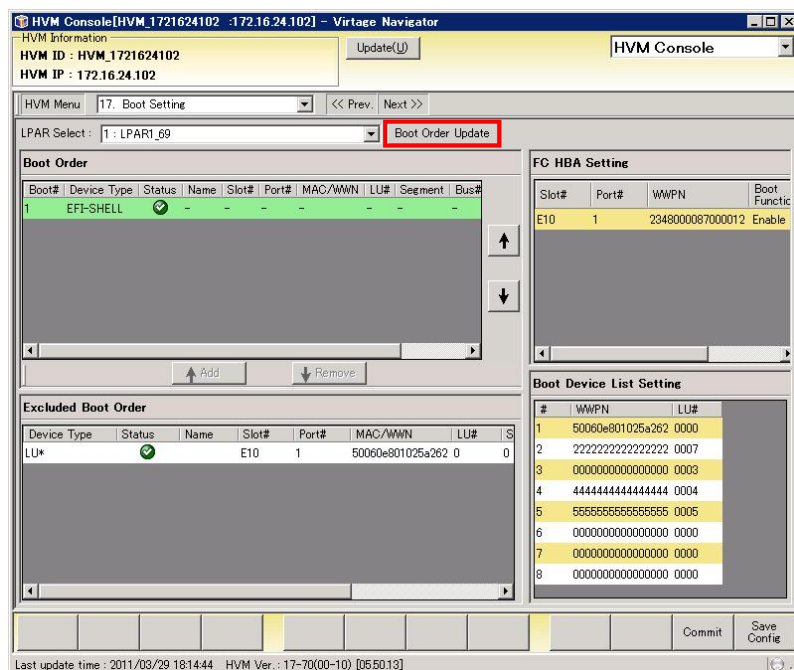 HVM Console[HVM_1721624102 :172.16.24.102] - Virtage Navigator
HVM Information
HVM ID : HVM_1721624102
HVM IP : 172.16.24.102
Update(U)
HVM Console
HVM Menu 17. Boot Setting << Prev. Next >>
LPAR Select : 1 : LPAR1_69 Boot Order Update
Boot Order
Boot# Device Type Status Name Slot# Port# MAC/WWN LU# Segment Bus#
1 EFI-SHELL - - - - - - -
Add Remove
Excluded Boot Order
Device Type Status Name Slot# Port# MAC/WWN LU# S
LU* E10 1 50060e801025a262 0 0
FC HBA Setting
Slot# Port# WWPN Boot Functic
E10 1 2348000087000012 Enable
Boot Device List Setting
# WWPN LU#
1 50060e801025a262 0000
2 2222222222222222 0007
3 0000000000000000 0003
4 4444444444444444 0004
5 5555555555555555 0005
6 0000000000000000 0000
7 0000000000000000 0000
8 0000000000000000 0000
Commit Save Config
Last update time : 2011/03/29 18:14:44 HVM Ver. : 17-70(00-10) [05.50.13]